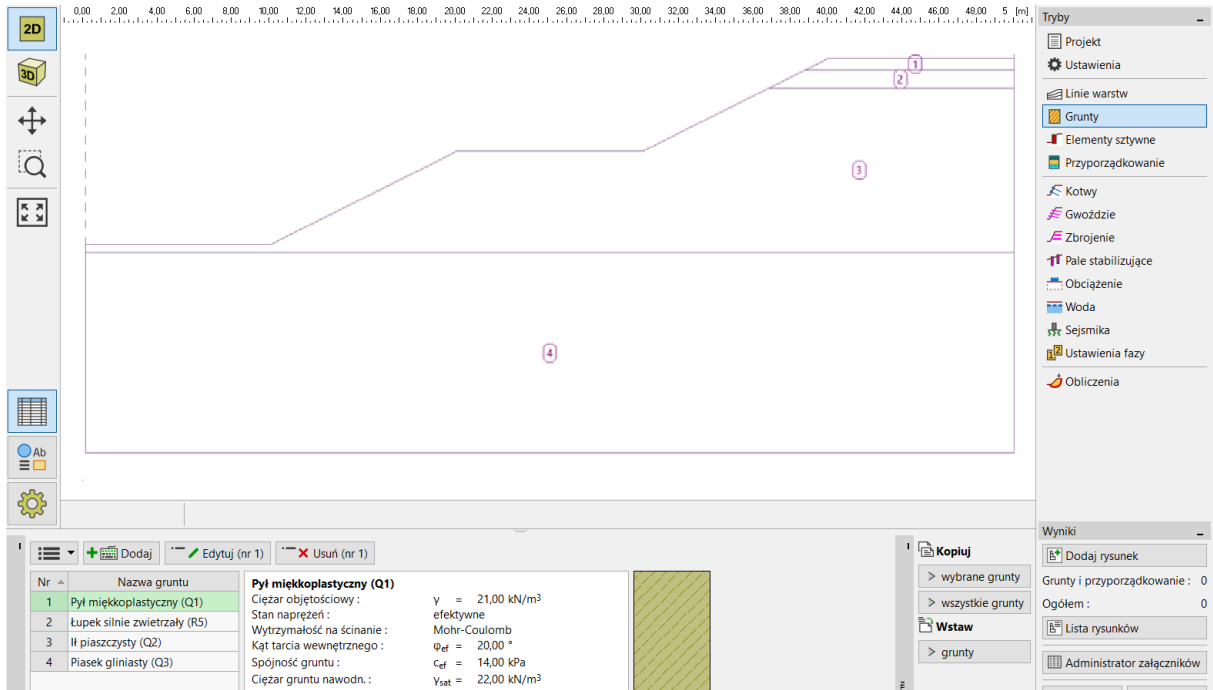 0,00 2,00 4,00 6,00 8,00 10,00 12,00 14,00 16,00 18,00 20,00 22,00 24,00 26,00 28,00 30,00 32,00 34,00 36,00 38,00 40,00 42,00 44,00 46,00 48,00 5 [m]
2D
3D
Ab
1
2
3
4
Tryby
Projekt
Ustawienia
Linie warstw
Grunty
Elementy sztywne
Przyporządkowanie
Kotwy
Gwoździe
Zbrojenie
Pale stabilizujące
Obciążenie
Woda
Sejsmika
Ustawienia fazy
Obliczenia
Dodaj Edytuj (nr 1) Usuń (nr 1)
Nr Nazwa gruntu
1 Pył miękkoplastyczny (Q1)
2 Łupek silnie zwietrzały (R5)
3 Ił piaszczysty (Q2)
4 Piasek gliniasty (Q3)
Pył miękkoplastyczny (Q1)
Ciężar objętościowy : γ = 21,00 kN/m³
Stan naprężeń : efektywne
Wytrzymałość na ścinanie : Mohr-Coulomb
Kąt tarcia wewnętrznego : φef = 20,00 °
Spójność gruntu : cef = 14,00 kPa
Ciężar gruntu nawodn. : γsat = 22,00 kN/m³
Kopiuj
> wybrane grunty
> wszystkie grunty
Wstaw
> grunty
Wyniki
Dodaj rysunek
Grunty i przyporządkowanie : 0
Ogółem : 0
Lista rysunków
Administrator załączników